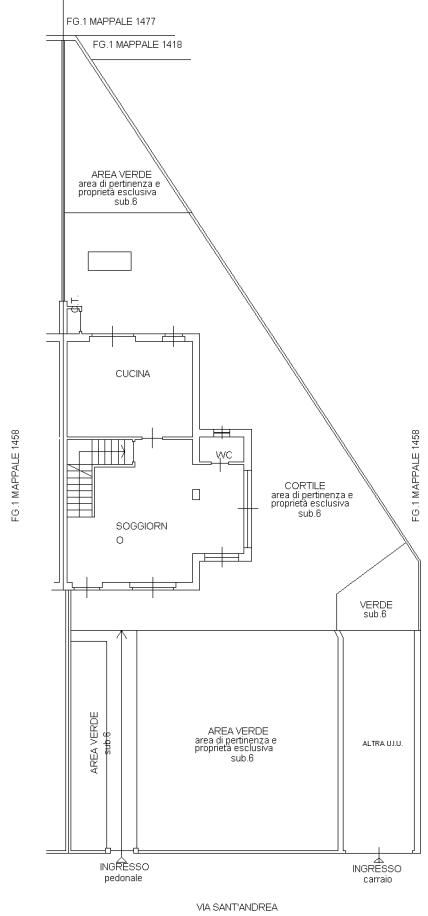 FG.1 MAPPALE 1477
FG.1 MAPPALE 1418
AREA VERDE
area di pertinenza e
proprietà esclusiva
sub.6
C.T.
CUCINA
FG.1 MAPPALE 1458
FG.1 MAPPALE 1458
WC
CORTILE
area di pertinenza e
proprietà esclusiva
sub.6
SOGGIORN
O
VERDE
sub.6
AREA VERDE
sub.6
AREA VERDE
area di pertinenza e
proprietà esclusiva
sub.6
ALTRA U.I.U.
INGRESSO
pedonale
INGRESSO
carraio
VIA SANT'ANDREA